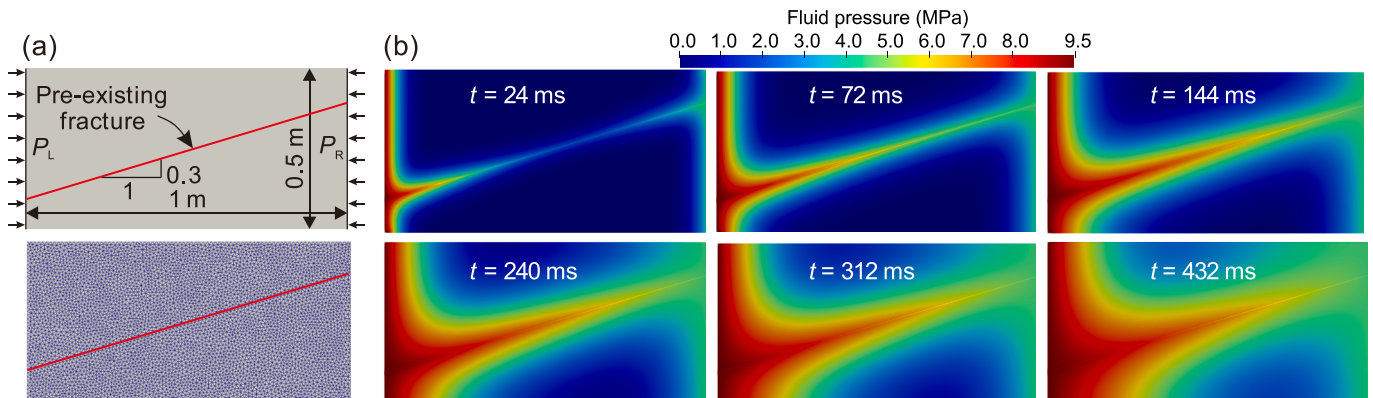 (a)
Pre-existing
fracture
P_L
P_R
0.3
1
1 m
0.5 m
(b)
Fluid pressure (MPa)
0.0 1.0 2.0 3.0 4.0 5.0 6.0 7.0 8.0 9.5
t = 24 ms
t = 72 ms
t = 144 ms
t = 240 ms
t = 312 ms
t = 432 ms